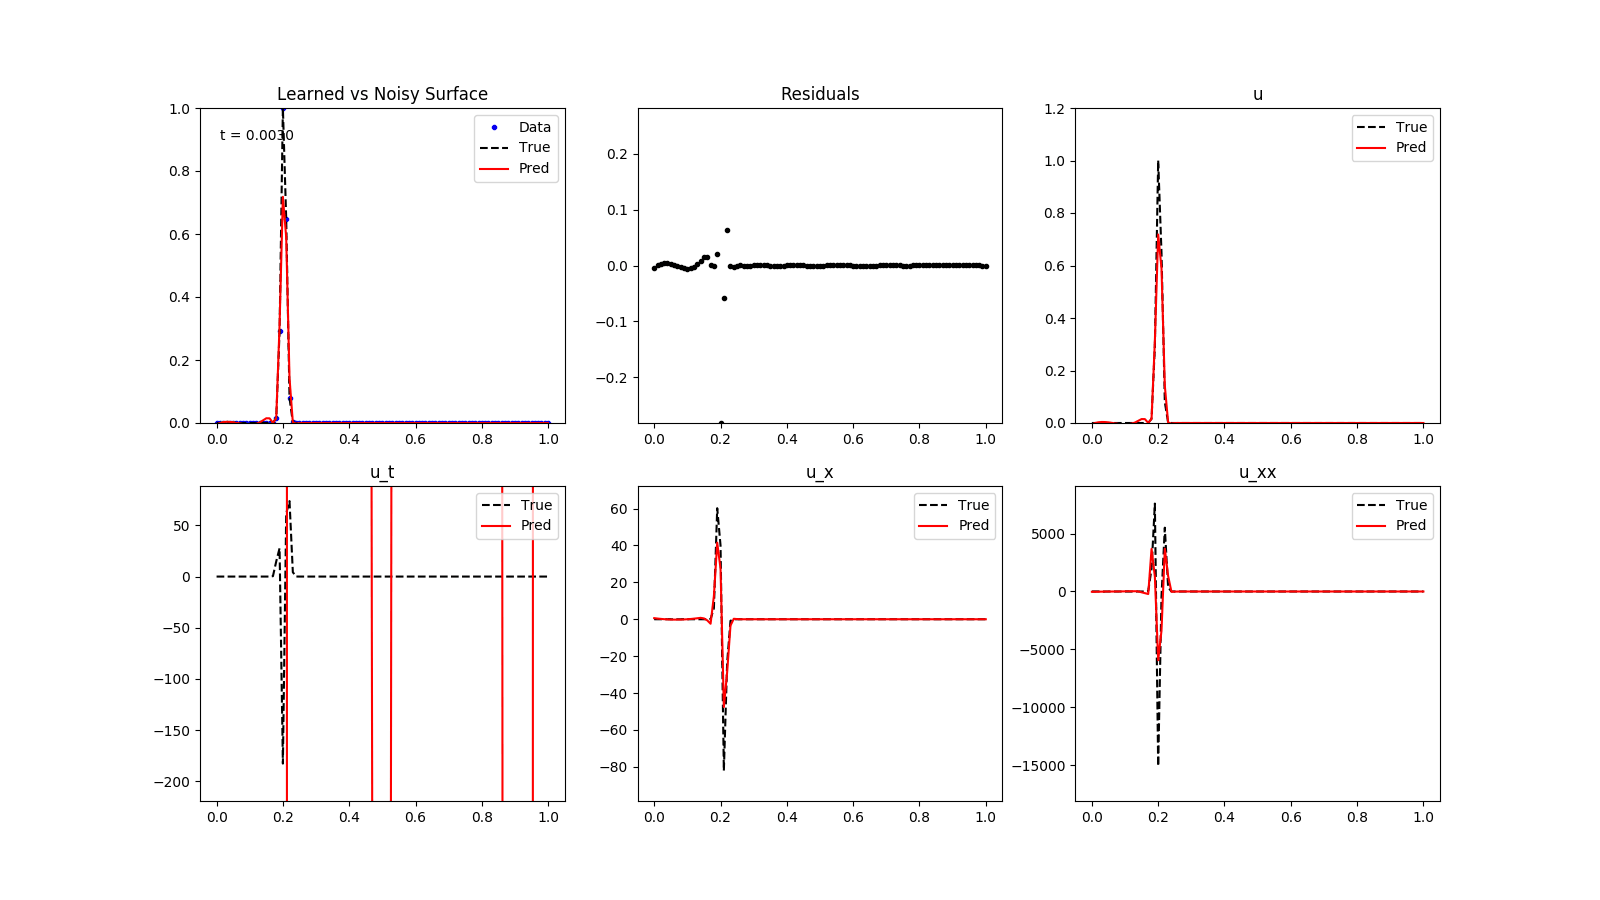 Learned vs Noisy Surface
t = 0.0030
Data
True
Pred
1.0
0.8
0.6
0.4
0.2
0.0
0.0 0.2 0.4 0.6 0.8 1.0
Residuals
0.2
0.1
0.0
−0.1
−0.2
0.0 0.2 0.4 0.6 0.8 1.0
u
True
Pred
1.2
1.0
0.8
0.6
0.4
0.2
0.0
0.0 0.2 0.4 0.6 0.8 1.0
u_t
True
Pred
50
0
−50
−100
−150
−200
0.0 0.2 0.4 0.6 0.8 1.0
u_x
True
Pred
60
40
20
0
−20
−40
−60
−80
0.0 0.2 0.4 0.6 0.8 1.0
u_xx
True
Pred
5000
0
−5000
−10000
−15000
0.0 0.2 0.4 0.6 0.8 1.0